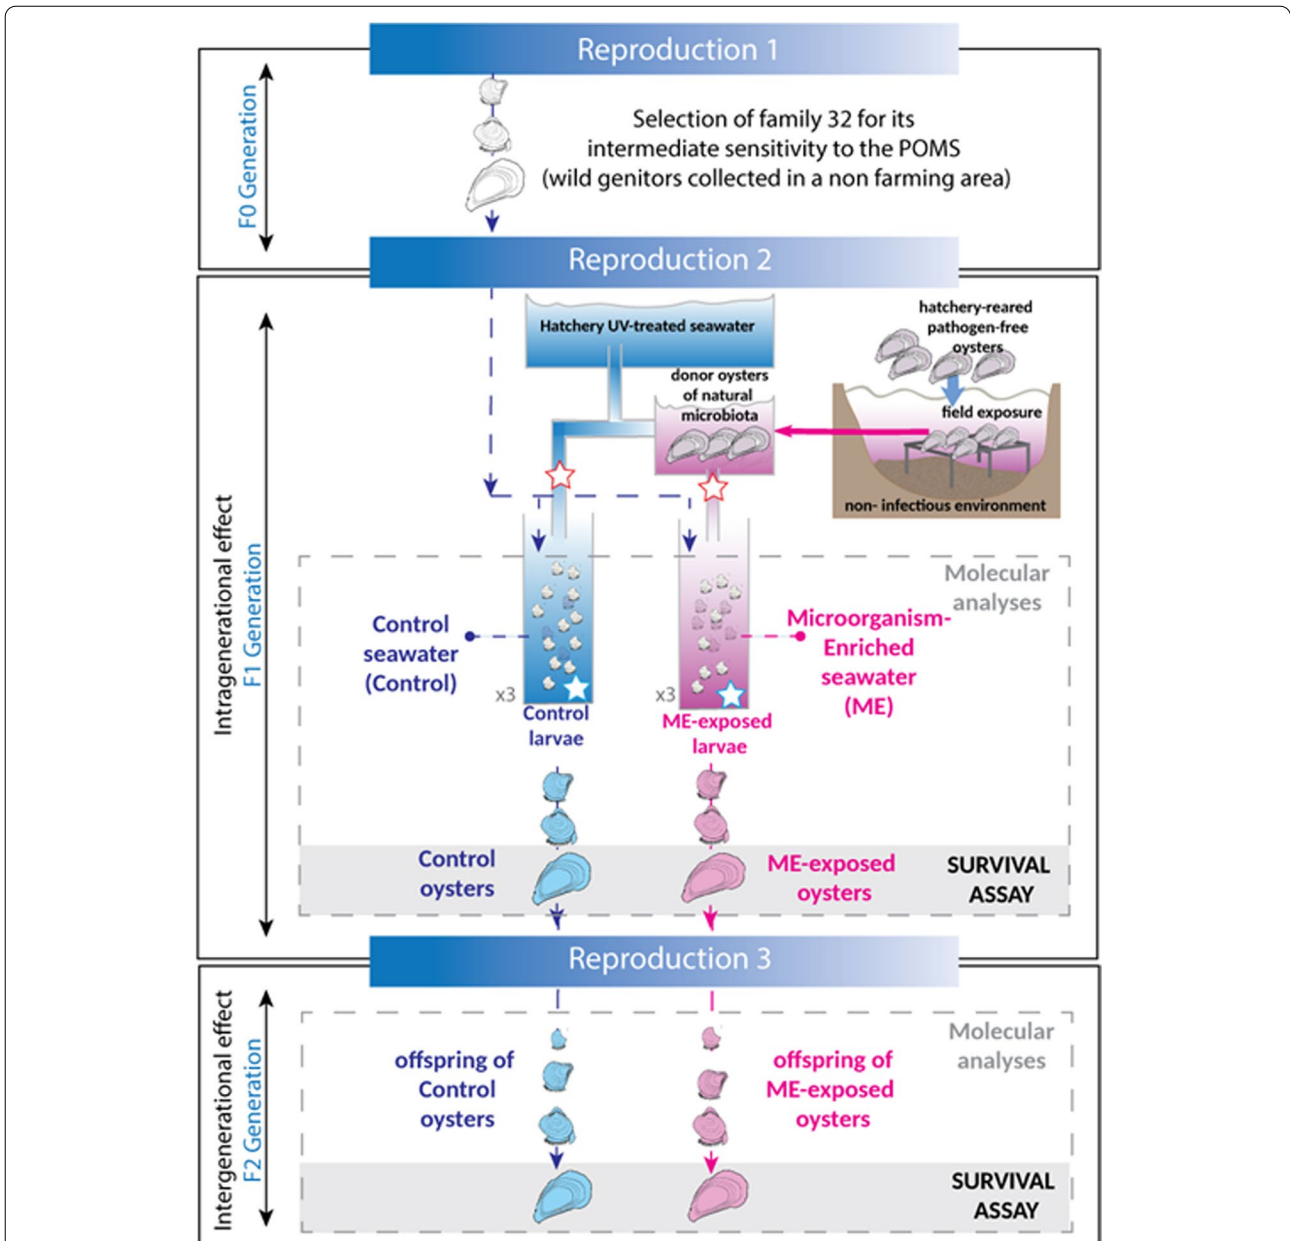 Reproduction 1
F0 Generation
Selection of family 32 for its
intermediate sensitivity to the POMS
(wild genitors collected in a non farming area)
Reproduction 2
Intragenerational effect
F1 Generation
Hatchery UV-treated seawater
hatchery-reared
pathogen-free
oysters
donor oysters
of natural
microbiota
field exposure
non- infectious environment
Molecular
analyses
Control
seawater
(Control)
Microorganism-
Enriched
seawater
(ME)
x3
x3
Control
larvae
ME-exposed
larvae
Control
oysters
ME-exposed
oysters
SURVIVAL
ASSAY
Reproduction 3
Intergenerational effect
F2 Generation
Molecular
analyses
offspring of
Control
oysters
offspring of
ME-exposed
oysters
SURVIVAL
ASSAY